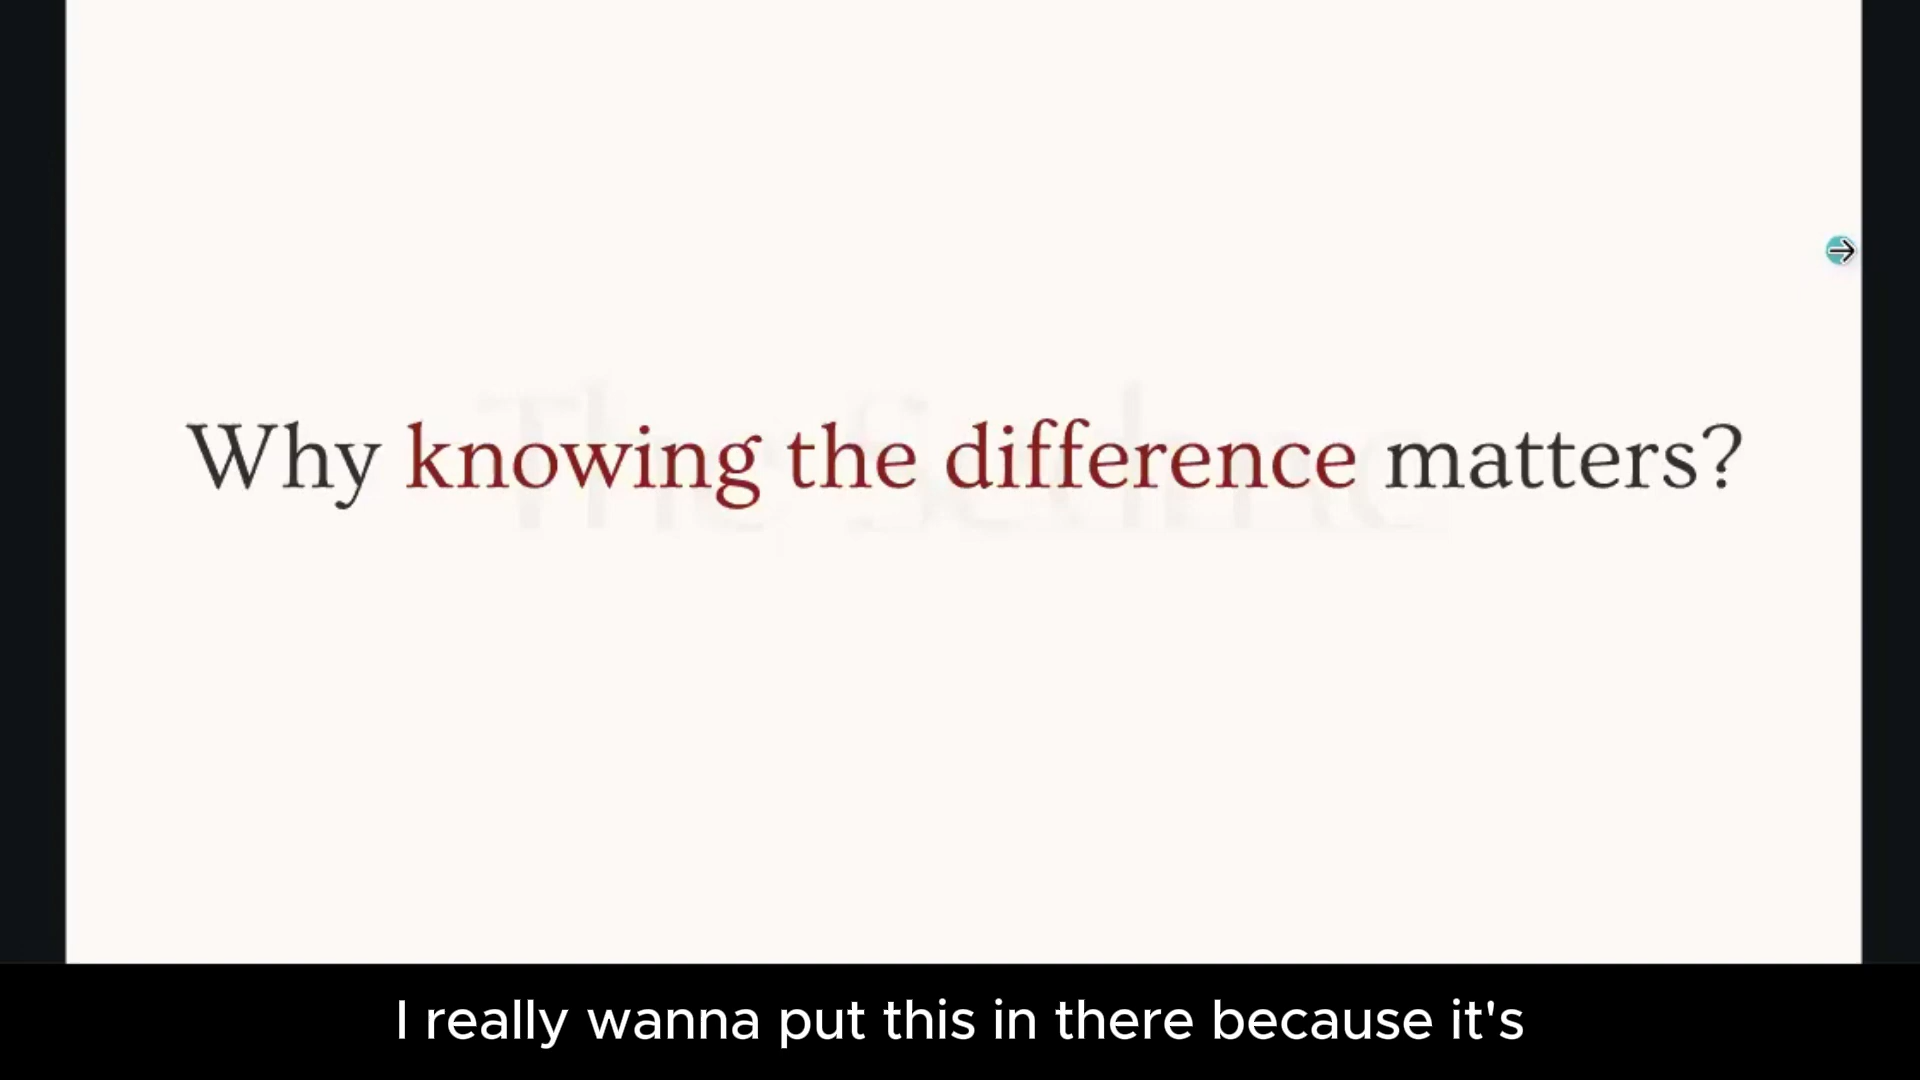 Why knowing the difference matters?
I really wanna put this in there because it's